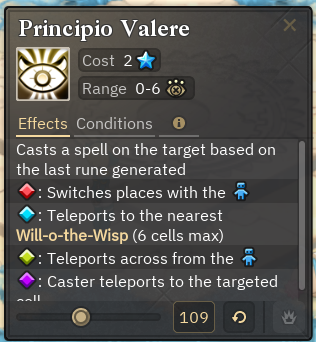 Principio Valere
Cost 2
Range 0-6
Effects Conditions
Casts a spell on the target based on
the last rune generated
: Switches places with the
: Teleports to the nearest
Will-o-the-Wisp (6 cells max)
: Teleports across from the
: Caster teleports to the targeted
cell
109